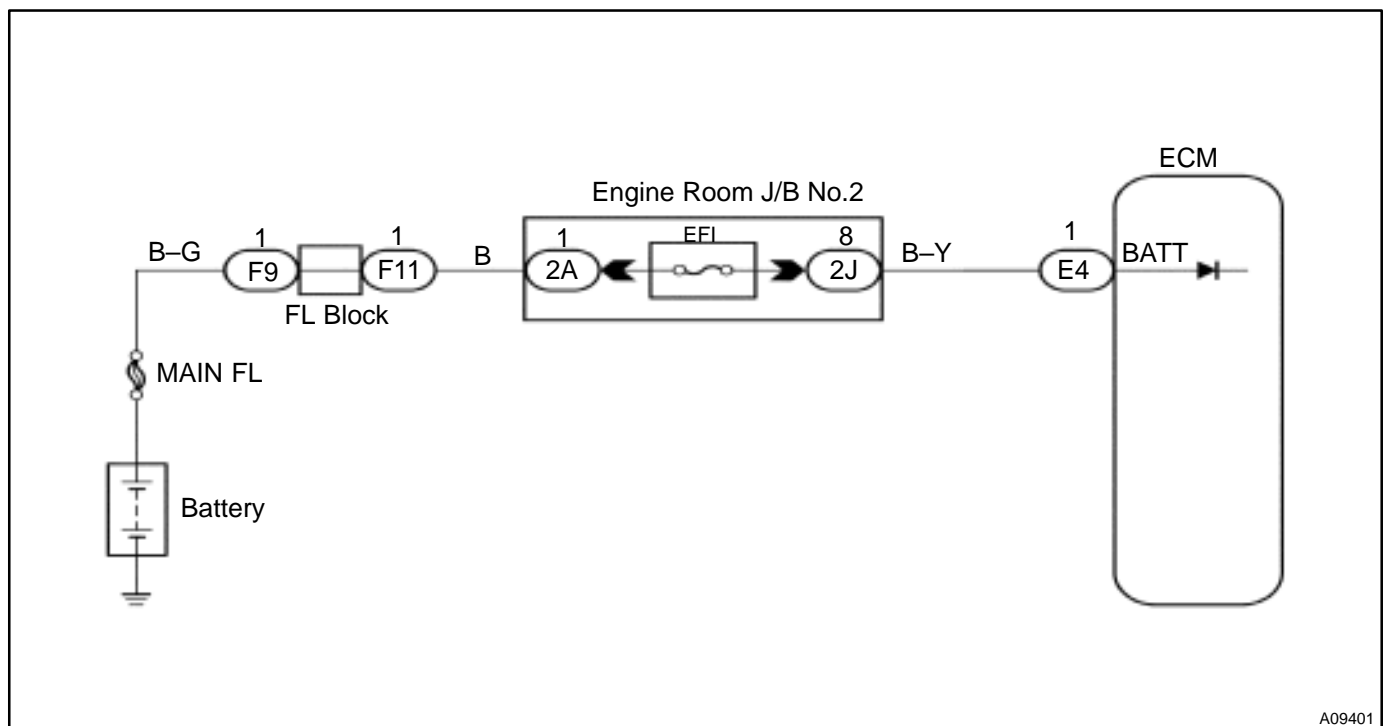 ECM
Engine Room J/B No.2
1
1
1
EFI
8
1
B–G
F9
F11
B
2A
2J
B–Y
E4
BATT
FL Block
MAIN FL
Battery
A09401